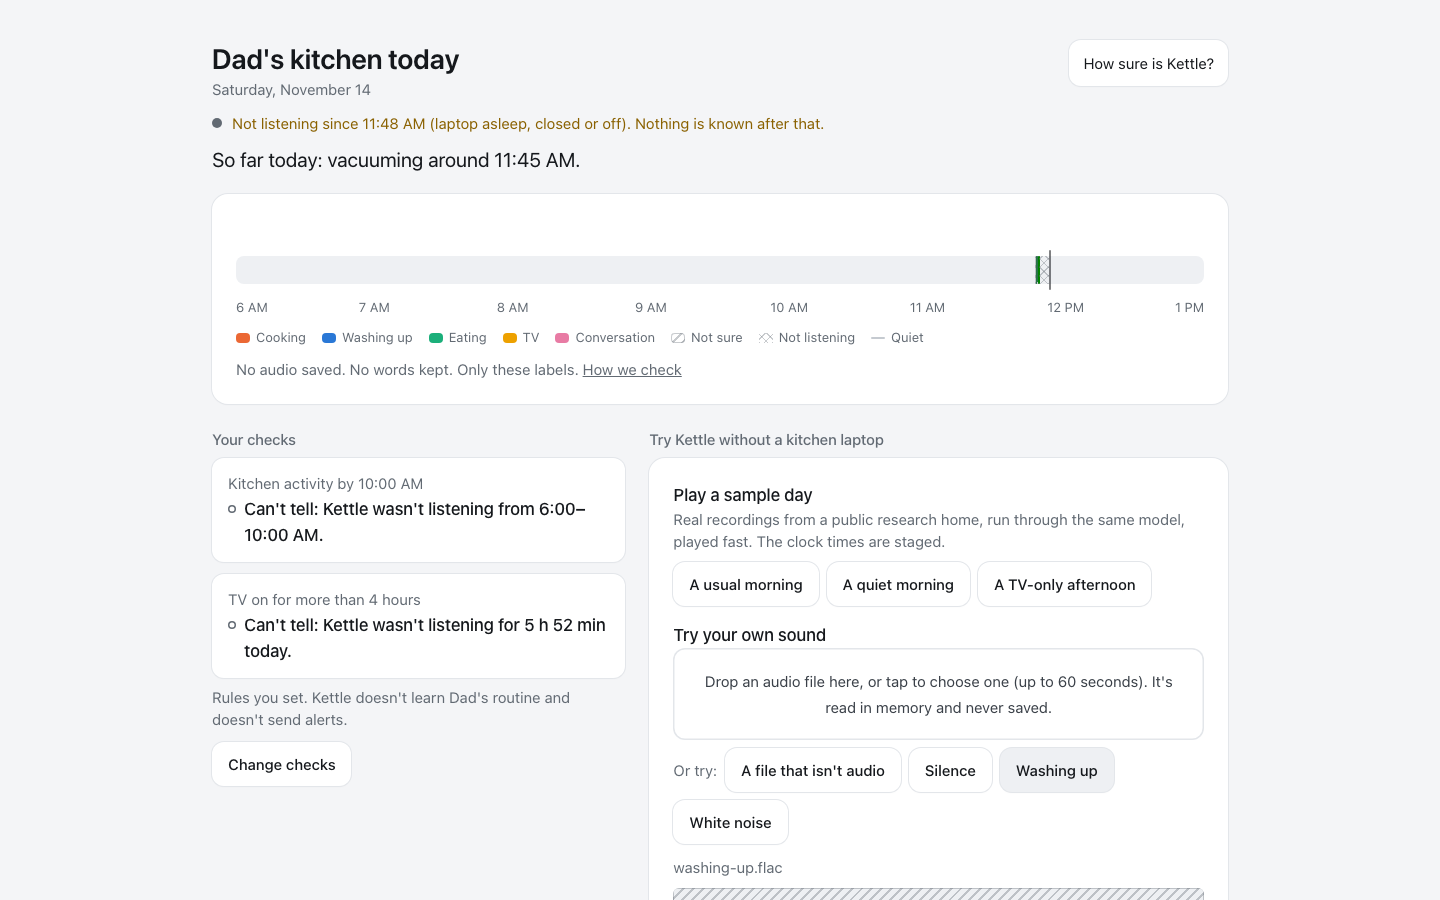 Dad's kitchen today
How sure is Kettle?
Saturday, November 14
Not listening since 11:48 AM (laptop asleep, closed or off). Nothing is known after that.
So far today: vacuuming around 11:45 AM.
6 AM 7 AM 8 AM 9 AM 10 AM 11 AM 12 PM 1 PM
Cooking Washing up Eating TV Conversation Not sure Not listening Quiet
No audio saved. No words kept. Only these labels. How we check
Your checks
Kitchen activity by 10:00 AM
Can't tell: Kettle wasn't listening from 6:00–
10:00 AM.
TV on for more than 4 hours
Can't tell: Kettle wasn't listening for 5 h 52 min
today.
Rules you set. Kettle doesn't learn Dad's routine and
doesn't send alerts.
Change checks
Try Kettle without a kitchen laptop
Play a sample day
Real recordings from a public research home, run through the same model,
played fast. The clock times are staged.
A usual morning A quiet morning A TV-only afternoon
Try your own sound
Drop an audio file here, or tap to choose one (up to 60 seconds). It's
read in memory and never saved.
Or try: A file that isn't audio Silence Washing up
White noise
washing-up.flac